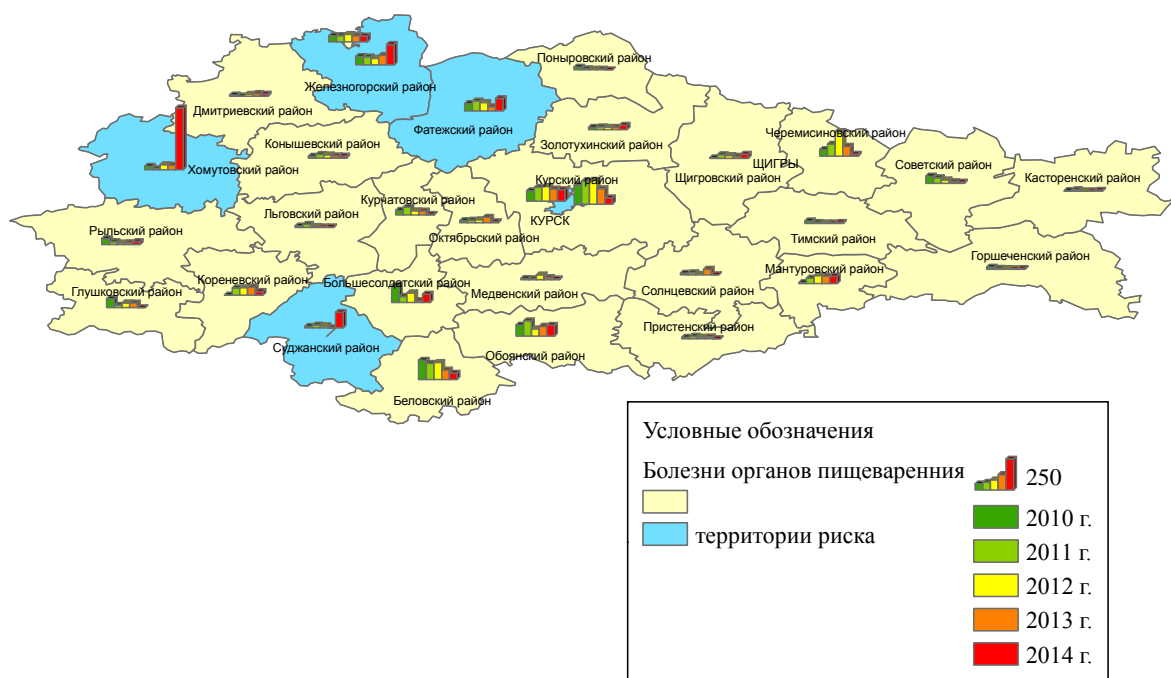 Поныровский район
Железногорский район
Дмитриевский район
Фатежский район
Золотухинский район
Черемисиновский район
Конышевский район
ЩИГРЫ
Советский район
Хомутовский район
Щигровский район
Касторенский район
Курский район
Курчатовский район
Льговский район
КУРСК
Октябрьский район
Тимский район
Рыльский район
Горшеченский район
Мантуровский район
Кореневский район
Большесолдатский район
Солнцевский район
Глушковский район
Медвенский район
Пристенский район
Суджанский район
Обоянский район
Беловский район
Условные обозначения
Болезни органов пищеваренния
территории риска
250
2010 г.
2011 г.
2012 г.
2013 г.
2014 г.